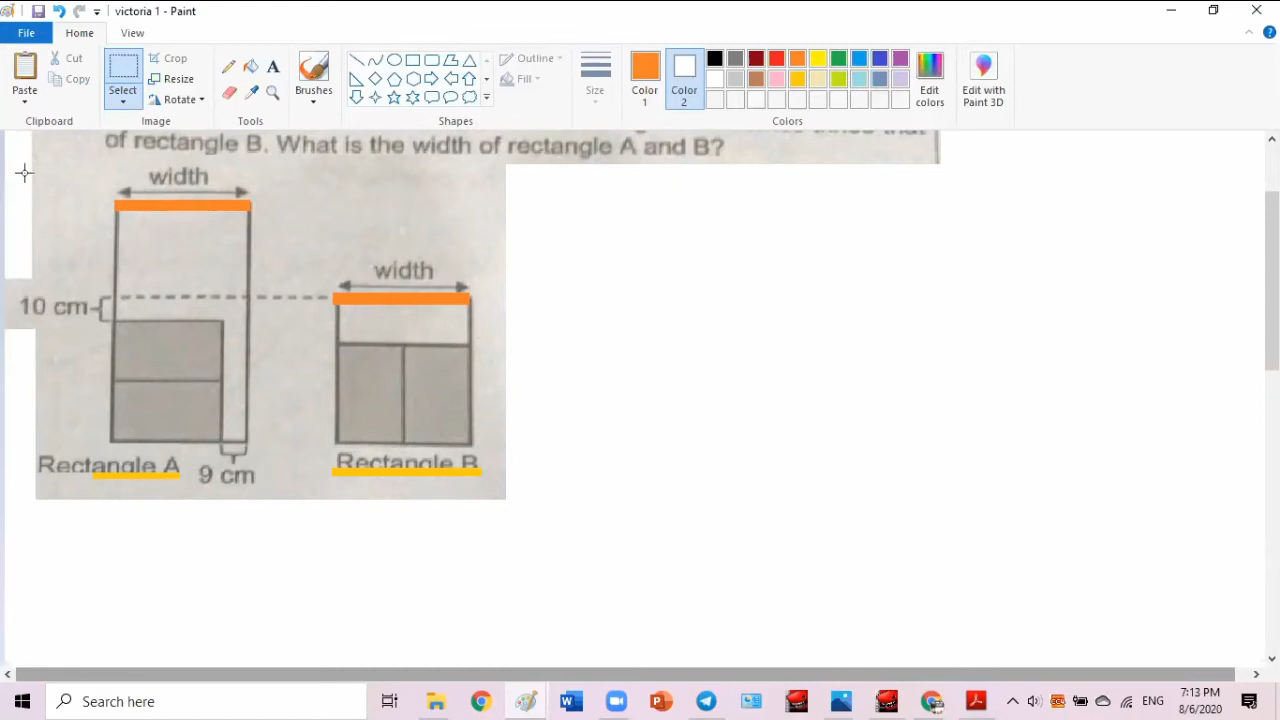 victoria 1 - Paint
File
Home
View
Paste
Cut
Copy
Clipboard
Select
Crop
Resize
Rotate
Image
Tools
Brushes
Shapes
Outline
Fill
Size
Color 1
Color 2
Colors
Edit colors
Edit with Paint 3D
that
of rectangle B. What is the width of rectangle A and B?
width
width
10 cm
Rectangle A
9 cm
Rectangle B
Search here
ENG
7:13 PM
8/6/2020